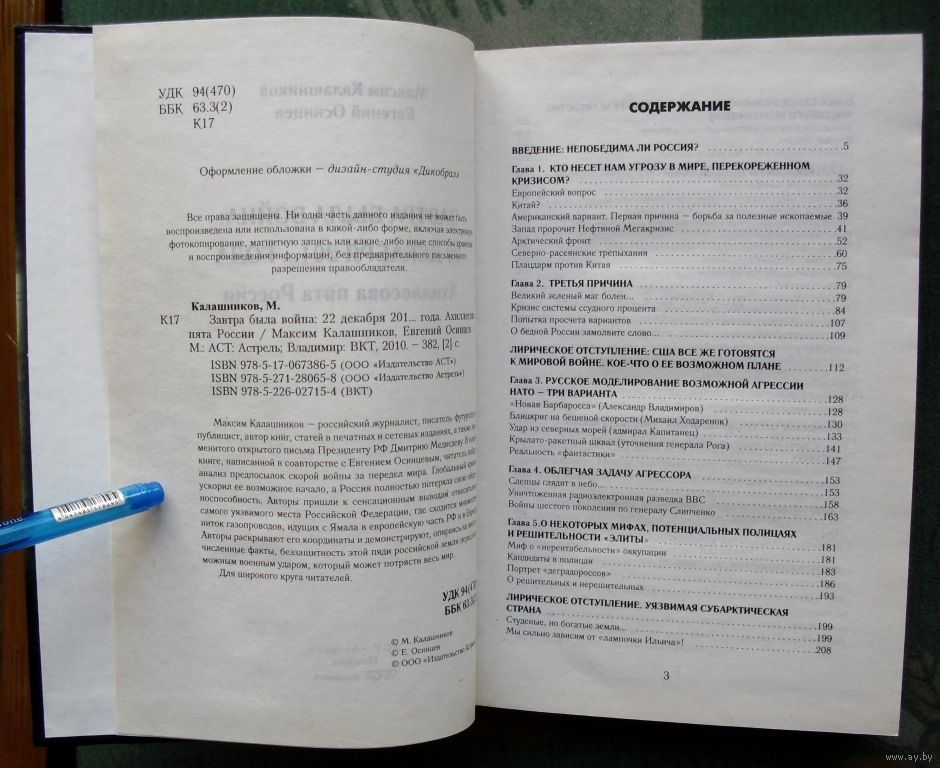 УДК 94(470)
ББК 63.3(2)
К17
Оформление обложки – дизайн-студия «Дикобраз»
Все права защищены. Ни одна часть данного издания не может быть
воспроизведена или использована в какой-либо форме, включая электронную,
фотокопирование, магнитную запись или какие-либо иные способы хранения
и воспроизведения информации, без предварительного письменного
разрешения правообладателя.
Калашников, М.
К17 Завтра была война: 22 декабря 201... года. Ахиллесова
пята России / Максим Калашников, Евгений Осинцев. –
М.: АСТ: Астрель; Владимир: ВКТ, 2010. – 382, [2] с.
ISBN 978-5-17-067386-5 (ООО «Издательство АСТ»)
ISBN 978-5-271-28065-8 (ООО «Издательство Астрель»)
ISBN 978-5-226-02715-4 (ВКТ)
Максим Калашников – российский журналист, писатель-футуролог,
публицист, автор книг, статей в печатных и сетевых изданиях, а также
менитого открытого письма Президенту РФ Дмитрию Медведеву. В
книге, написанной в соавторстве с Евгением Осинцевым, читатель
анализ предпосылок скорой войны за передел мира. Глобальный
ускорил ее возможное начало, а Россия полностью потеряла свою
носпособность. Авторы пришли к сенсационным выводам
самого уязвимого места Российской Федерации, где сходится
ниток газопроводов, идущих с Ямала в европейскую часть РФ и в
Авторы раскрывают его координаты и демонстрируют, опираясь на
численные факты, беззащитность этой пяди российской земли перед
можным военным ударом, который может потрясти весь мир.
Для широкого круга читателей.
УДК 94(470)
ББК 63.3
© М. Калашников
© Е. Осинцев
© ООО «Издательство
СОДЕРЖАНИЕ
ВВЕДЕНИЕ: НЕПОБЕДИМА ЛИ РОССИЯ? 5
Глава 1. КТО НЕСЕТ НАМ УГРОЗУ В МИРЕ, ПЕРЕКОРЕЖЕННОМ
КРИЗИСОМ? 32
Европейский вопрос 32
Китай? 36
Американский вариант. Первая причина – борьба за полезные ископаемые 39
Запад пророчит Нефтяной Мегакризис 41
Арктический фронт 52
Северно-расеянские трепыхания 60
Плацдарм против Китая 75
Глава 2. ТРЕТЬЯ ПРИЧИНА 79
Великий зеленый маг болен... 79
Кризис системы ссудного процента 84
Попытка просчета вариантов 107
О бедной России замолвите слово... 109
ЛИРИЧЕСКОЕ ОТСТУПЛЕНИЕ: США ВСЕ ЖЕ ГОТОВЯТСЯ
К МИРОВОЙ ВОЙНЕ. КОЕ-ЧТО О ЕЕ ВОЗМОЖНОМ ПЛАНЕ 112
Глава 3. РУССКОЕ МОДЕЛИРОВАНИЕ ВОЗМОЖНОЙ АГРЕССИИ
НАТО – ТРИ ВАРИАНТА 128
«Новая Барбаросса» (Александр Владимиров) 128
Блицкриг на бешеной скорости (Михаил Ходаренок) 130
Удар из северных морей (адмирал Капитанец) 133
Крылато-ракетный шквал (уточнения генерала Рога) 141
Реальность «фантастики» 147
Глава 4. ОБЛЕГЧАЯ ЗАДАЧУ АГРЕССОРА 153
Слепцы глядят в небо... 153
Уничтоженная радиоэлектронная разведка ВВС 158
Войны шестого поколения по генералу Слипченко 163
Глава 5.О НЕКОТОРЫХ МИФАХ, ПОТЕНЦИАЛЬНЫХ ПОЛИЦАЯХ
И РЕШИТЕЛЬНОСТИ «ЭЛИТЫ» 181
Миф о «нерентабельности» оккупации 181
Кандидаты в полицаи 183
Портрет «деградороссов» 186
О решительных и нерешительных 193
ЛИРИЧЕСКОЕ ОТСТУПЛЕНИЕ. УЯЗВИМАЯ СУБАРКТИЧЕСКАЯ
СТРАНА 199
Студеные, но богатые земли... 199
Мы сильно зависим от «лампочки Ильича»! 208
3
www.ay.by